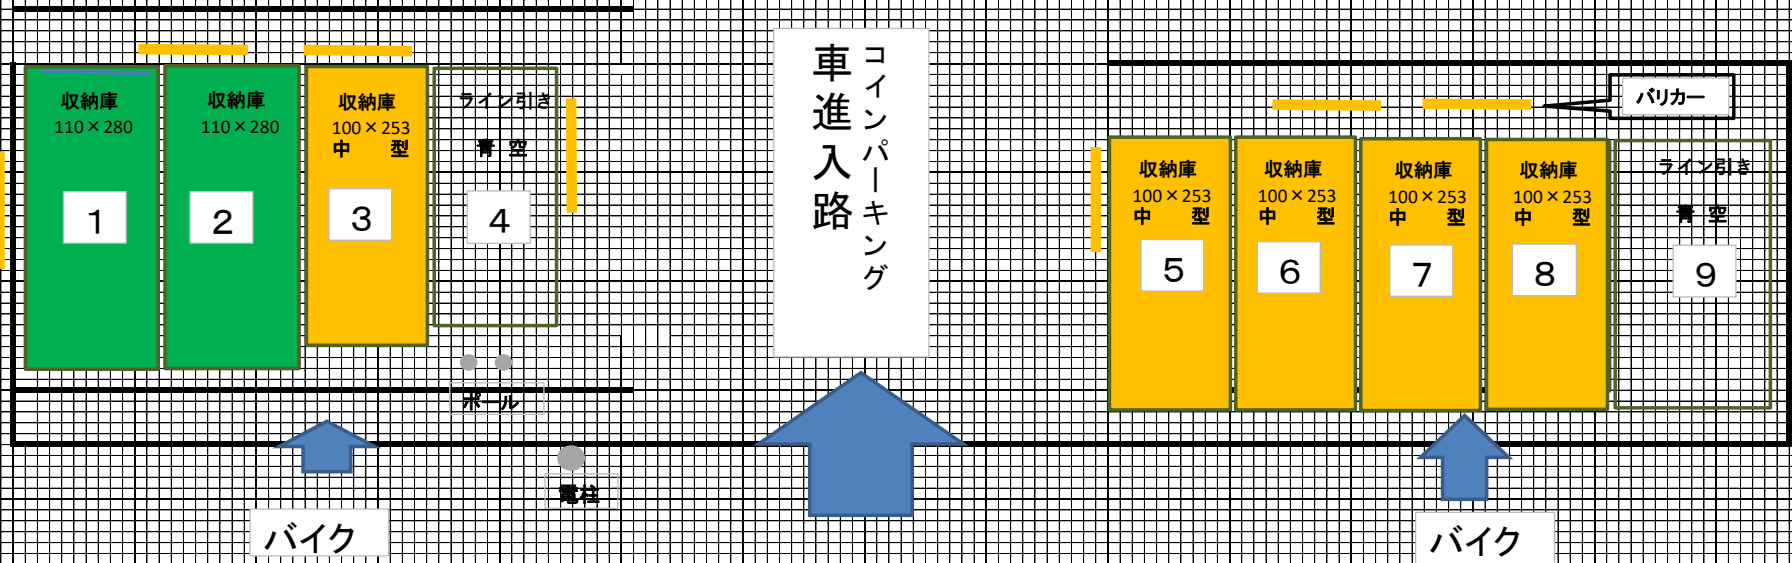 収納庫
110×280
1
収納庫
110×280
2
収納庫
100×253
中 型
3
ライン引き
青 空
4
ポール
電柱
バイク
コインパーキング
車進入路
バリカー
収納庫
100×253
中 型
5
収納庫
100×253
中 型
6
収納庫
100×253
中 型
7
収納庫
100×253
中 型
8
ライン引き
青 空
9
バイク